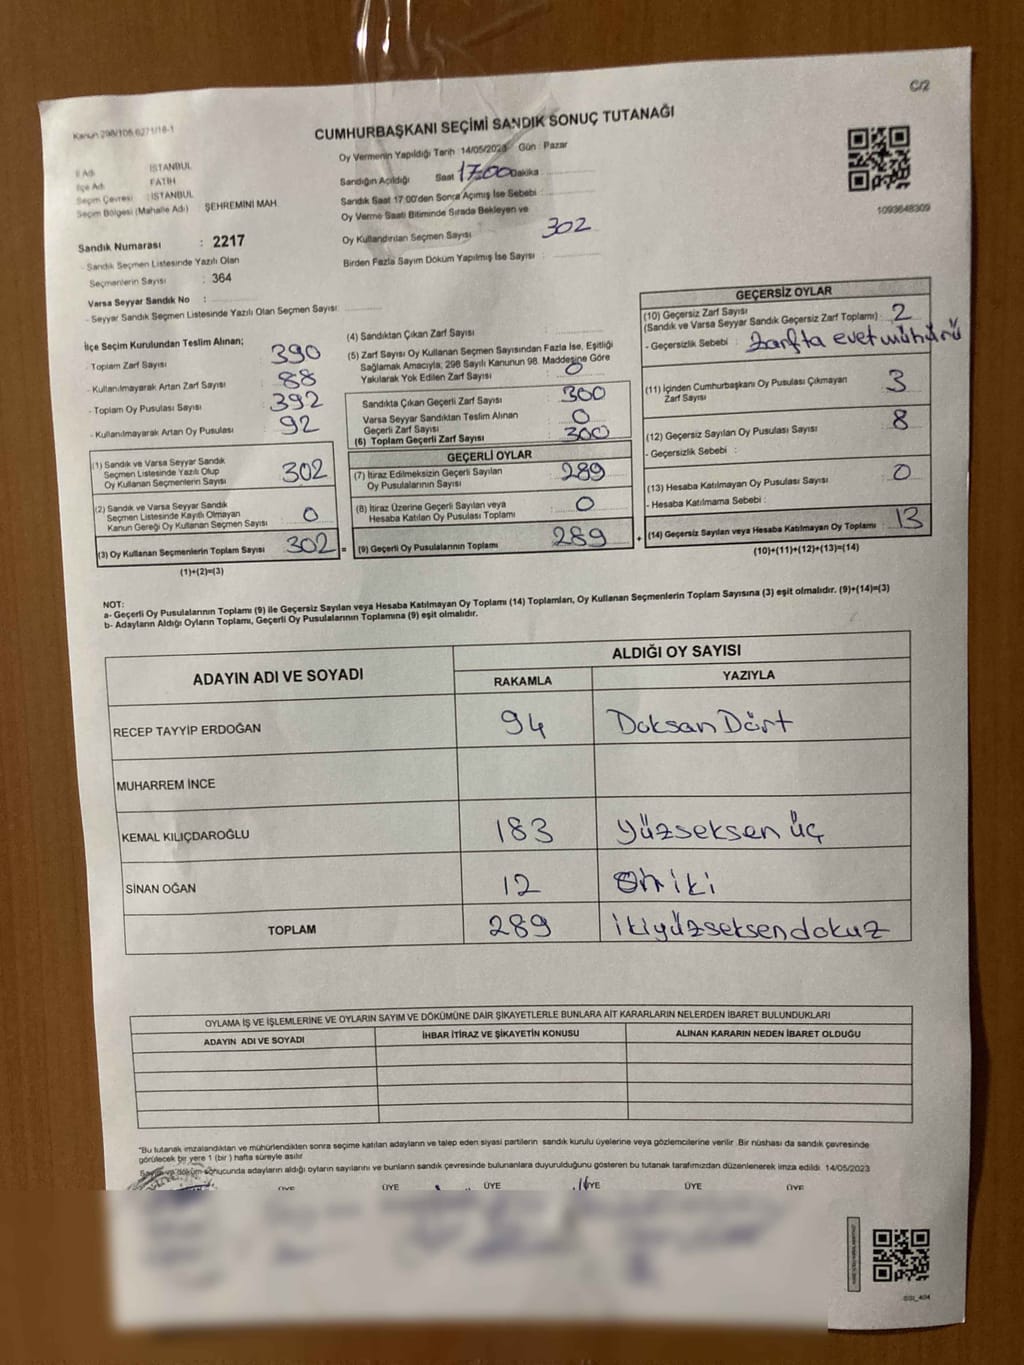 C/2
Kanun 298/105,6271/18-1
CUMHURBAŞKANI SEÇİMİ SANDIK SONUÇ TUTANAĞI
İl Adı : İSTANBUL
İlçe Adı : FATİH
Seçim Çevresi : İSTANBUL
Seçim Bölgesi (Mahalle Adı) ŞEHREMİNİ MAH.
Sandık Numarası : 2217
- Sandık Seçmen Listesinde Yazılı Olan
Seçmenlerin Sayısı : 364
Varsa Seyyar Sandık No :
- Seyyar Sandık Seçmen Listesinde Yazılı Olan Seçmen Sayısı
Oy Vermenin Yapıldığı Tarih 14/05/2023 Gün : Pazar
Sandığın Açıldığı Saat 17:00 Dakika
Sandık Saat 17.00'den Sonra Açımış İse Sebebi :
Oy Verme Saati Bitiminde Sırada Bekleyen ve
Oy Kullandırılan Seçmen Sayısı 302
Birden Fazla Sayım Döküm Yapılmış İse Sayısı :
1093648309
İlçe Seçim Kurulundan Teslim Alınan;
- Toplam Zarf Sayısı : 390
- Kullanılmayarak Artan Zarf Sayısı : 88
- Toplam Oy Pusulası Sayısı : 392
- Kullanılmayarak Artan Oy Pusulası : 92
(1) Sandık ve Varsa Seyyar Sandık
Seçmen Listesinde Yazılı Olup
Oy Kullanan Seçmenlerin Sayısı 302
(2) Sandık ve Varsa Seyyar Sandık
Seçmen Listesinde Kayıtlı Olmayan
Kanun Gereği Oy Kullanan Seçmen Sayısı 0
(3) Oy Kullanan Seçmenlerin Toplam Sayısı 302 =
(1)+(2)=(3)
(4) Sandıktan Çıkan Zarf Sayısı :
(5) Zarf Sayısı Oy Kullanan Seçmen Sayısından Fazla İse, Eşitliği
Sağlamak Amacıyla, 298 Sayılı Kanunun 98. Maddesine Göre
Yakılarak Yok Edilen Zarf Sayısı : 0
Sandıkta Çıkan Geçerli Zarf Sayısı : 300
Varsa Seyyar Sandıktan Teslim Alınan
Geçerli Zarf Sayısı : 0
(6) Toplam Geçerli Zarf Sayısı : 300
GEÇERLİ OYLAR
(7) İtiraz Edilmeksizin Geçerli Sayılan
Oy Pusulalarının Sayısı : 289
(8) İtiraz Üzerine Geçerli Sayılan veya
Hesaba Katılan Oy Pusulası Toplamı : 0
(9) Geçerli Oy Pusulalarının Toplamı : 289 +
GEÇERSİZ OYLAR
(10) Geçersiz Zarf Sayısı
(Sandık ve Varsa Seyyar Sandık Geçersiz Zarf Toplamı) : 2
- Geçersizlik Sebebi : Zarfta evet mühürü
(11) İçinden Cumhurbaşkanı Oy Pusulası Çıkmayan
Zarf Sayısı : 3
(12) Geçersiz Sayılan Oy Pusulası Sayısı : 8
- Geçersizlik Sebebi :
(13) Hesaba Katılmayan Oy Pusulası Sayısı : 0
- Hesaba Katılmama Sebebi :
(14) Geçersiz Sayılan veya Hesaba Katılmayan Oy Toplamı : 13
(10)+(11)+(12)+(13)=(14)
NOT:
a- Geçerli Oy Pusulalarının Toplamı (9) ile Geçersiz Sayılan veya Hesaba Katılmayan Oy Toplamı (14) Toplamları, Oy Kullanan Seçmenlerin Toplam Sayısına (3) eşit olmalıdır. (9)+(14)=(3)
b- Adayların Aldığı Oyların Toplamı, Geçerli Oy Pusulalarının Toplamına (9) eşit olmalıdır.
ADAYIN ADI VE SOYADI
ALDIĞI OY SAYISI
RAKAMLA YAZIYLA
RECEP TAYYİP ERDOĞAN 94 Doksan Dört
MUHARREM İNCE
KEMAL KILIÇDAROĞLU 183 yüzseksen üç
SİNAN OĞAN 12 on iki
TOPLAM 289 ikiyüzseksendokuz
OYLAMA İŞ VE İŞLEMLERİNE VE OYLARIN SAYIM VE DÖKÜMÜNE DAİR ŞİKAYETLERLE BUNLARA AİT KARARLARIN NELERDEN İBARET BULUNDUKLARI
ADAYIN ADI VE SOYADI İHBAR İTİRAZ VE ŞİKAYETİN KONUSU ALINAN KARARIN NEDEN İBARET OLDUĞU
*Bu tutanak imzalandıktan ve mühürlendikten sonra seçime katılan adayların ve talep eden siyasi partilerin sandık kurulu üyelerine veya gözlemcilerine verilir. Bir nüshası da sandık çevresinde
görülecek bir yere 1 (bir) hafta süreyle asılır.
Sayım ve döküm sonucunda adayların aldığı oyların sayılarını ve bunların sandık çevresinde bulunanlara duyurulduğunu gösteren bu tutanak tarafımızdan düzenlenerek imza edildi. 14/05/2023
ÜYE ÜYE ÜYE ÜYE ÜYE ÜYE